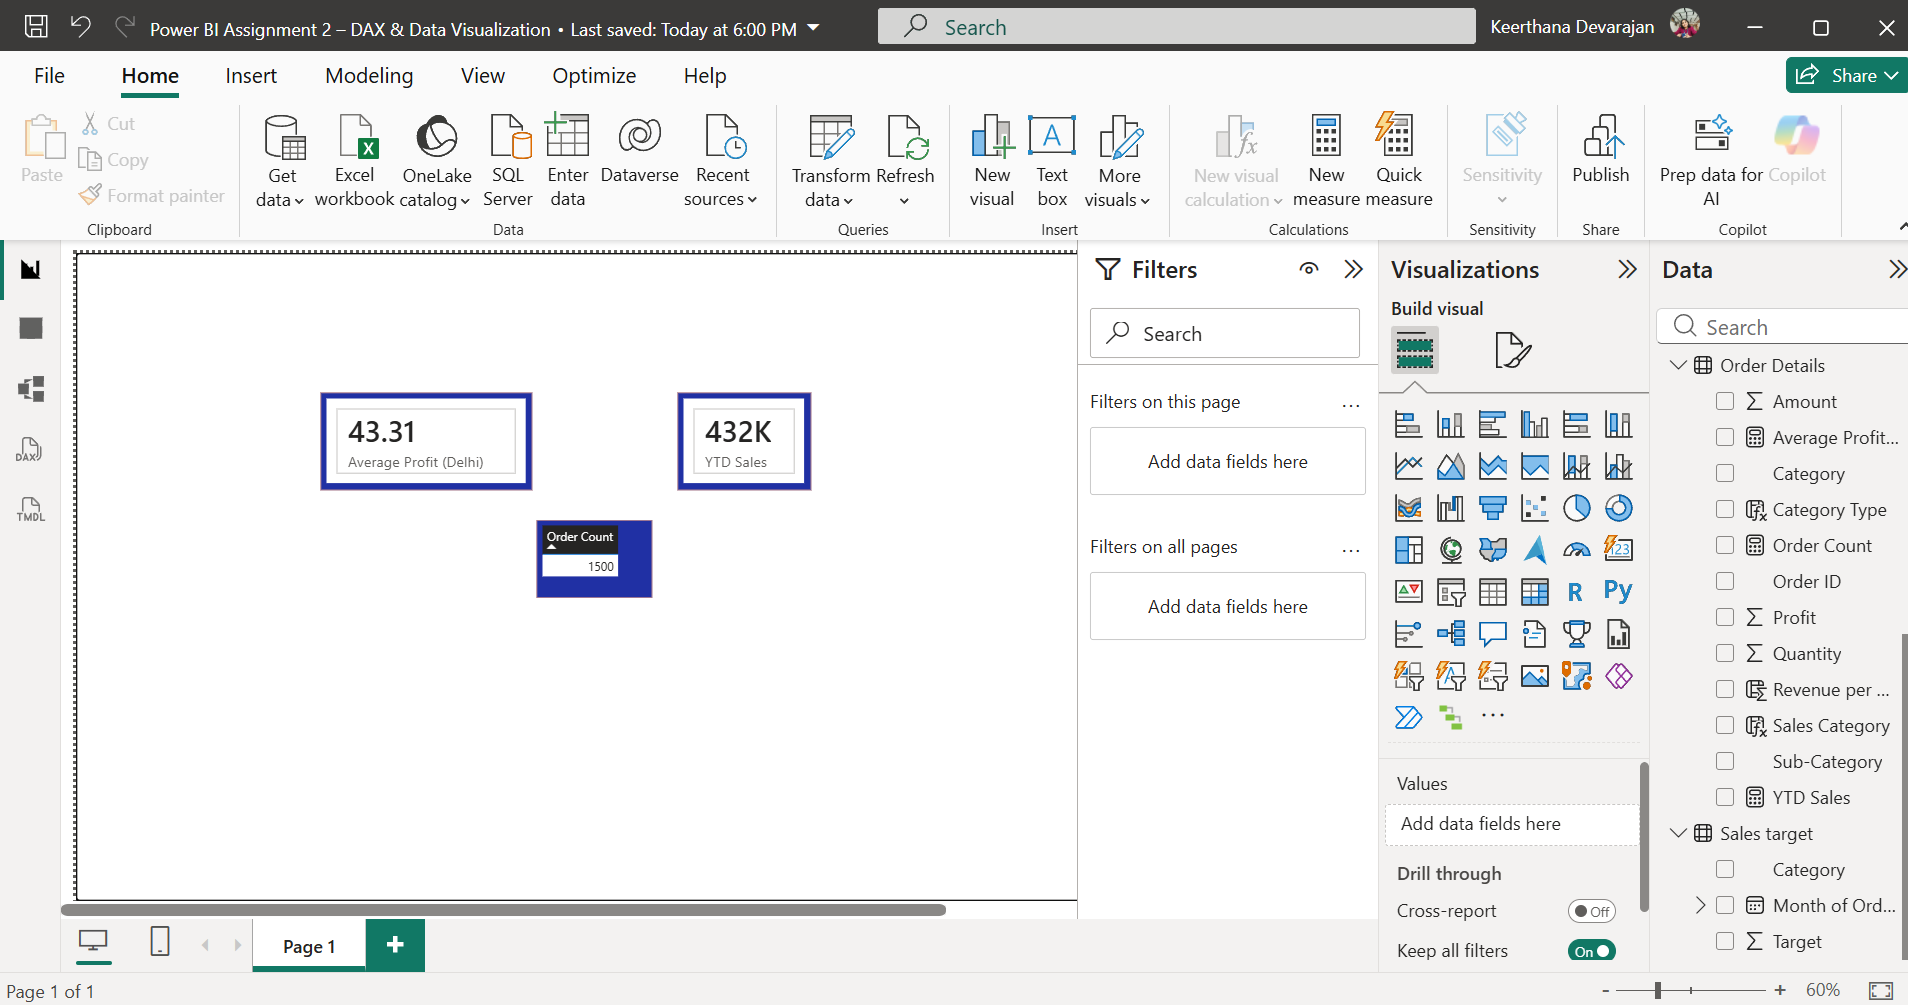 Power BI Assignment 2 – DAX & Data Visualization • Last saved: Today at 6:00 PM
Search
Keerthana Devarajan
File
Home
Insert
Modeling
View
Optimize
Help
Share
Paste
Cut
Copy
Format painter
Clipboard
Get data
Excel workbook
OneLake catalog
SQL Server
Enter data
Dataverse
Recent sources
Data
Transform data
Refresh
Queries
New visual
Text box
More visuals
Insert
New visual calculation
New measure
Quick measure
Calculations
Sensitivity
Sensitivity
Publish
Share
Prep data for AI
Copilot
Copilot
DAX
TMDL
43.31
Average Profit (Delhi)
432K
YTD Sales
Order Count
1500
Filters
Search
Filters on this page
...
Add data fields here
Filters on all pages
...
Add data fields here
Visualizations
Build visual
123
R
Py
...
Values
Add data fields here
Drill through
Cross-report
Off
Keep all filters
On
Data
Search
Order Details
Amount
Average Profit...
Category
Category Type
Order Count
Order ID
Profit
Quantity
Revenue per ...
Sales Category
Sub-Category
YTD Sales
Sales target
Category
Month of Ord...
Target
Page 1
+
Page 1 of 1
- + 60%